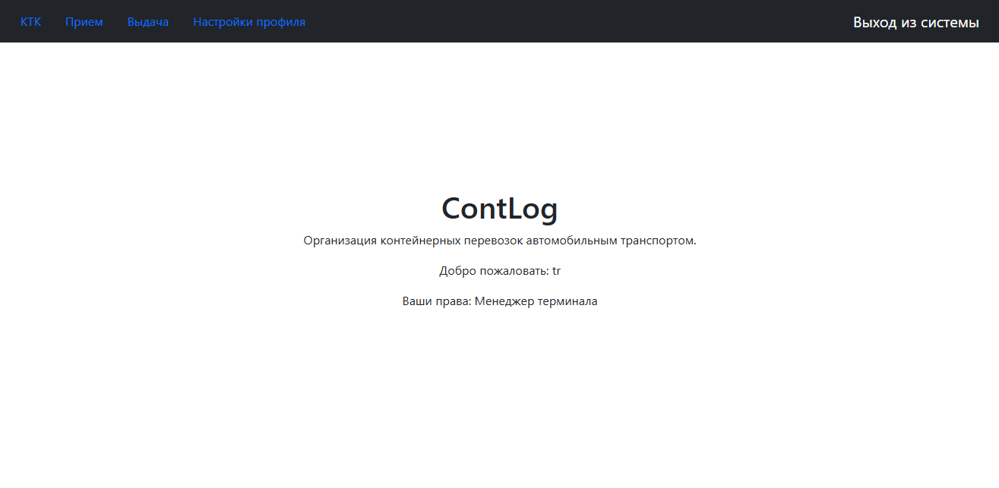 КТК Прием Выдача Настройки профиля Выход из системы
ContLog
Организация контейнерных перевозок автомобильным транспортом.
Добро пожаловать: tr
Ваши права: Менеджер терминала